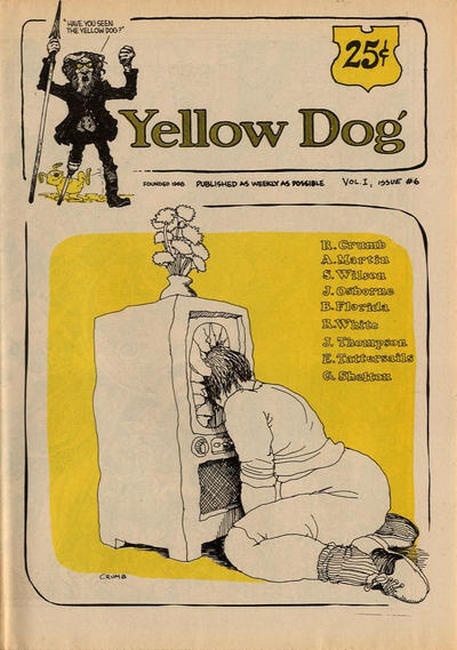 "HAVE YOU SEEN
THE YELLOW DOG?"
25¢
Yellow Dog
FOUNDED 1968 PUBLISHED AS WEEKLY AS POSSIBLE VOL. I, ISSUE #6
R. Crumb
A. Martin
S. Wilson
J. Osborne
B. Florida
K. White
J. Thompson
E. Tattersails
G. Shelton
CRUMB